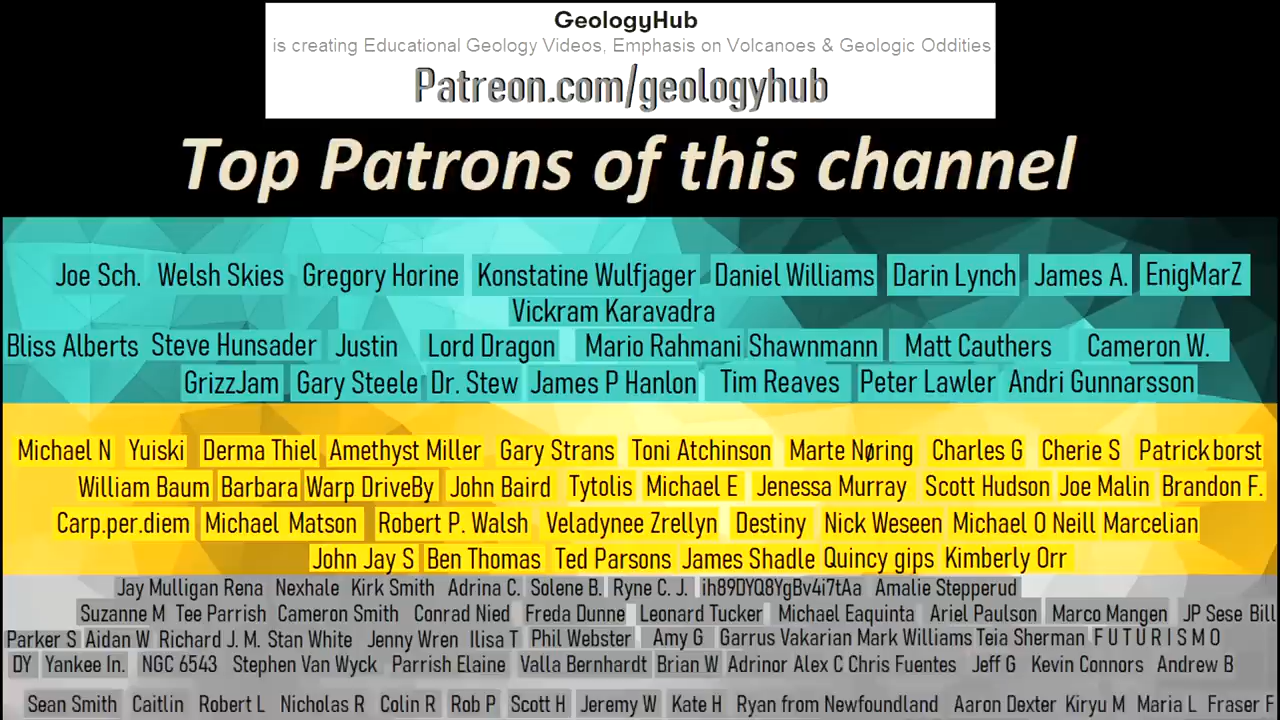 GeologyHub
is creating Educational Geology Videos, Emphasis on Volcanoes & Geologic Oddities
Patreon.com/geologyhub
Top Patrons of this channel
Joe Sch. Welsh Skies Gregory Horine Konstatine Wulfjager Daniel Williams Darin Lynch James A. EnigMarZ
Vickram Karavadra
Bliss Alberts Steve Hunsader Justin Lord Dragon Mario Rahmani Shawnmann Matt Cauthers Cameron W.
GrizzJam Gary Steele Dr. Stew James P Hanlon Tim Reaves Peter Lawler Andri Gunnarsson
Michael N Yuiski Derma Thiel Amethyst Miller Gary Strans Toni Atchinson Marte Nøring Charles G Cherie S Patrick borst
William Baum Barbara Warp DriveBy John Baird Tytolis Michael E Jenessa Murray Scott Hudson Joe Malin Brandon F.
Carp.per.diem Michael Matson Robert P. Walsh Veladynee Zrellyn Destiny Nick Weseen Michael O Neill Marcelian
John Jay S Ben Thomas Ted Parsons James Shadle Quincy gips Kimberly Orr
Jay Mulligan Rena Nexhale Kirk Smith Adrina C. Solene B. Ryne C. J. ih89DYQ8YgBv4i7tAa Amalie Stepperud
Suzanne M Tee Parrish Cameron Smith Conrad Nied Freda Dunne Leonard Tucker Michael Eaquinta Ariel Paulson Marco Mangen JP Sese Bill
Parker S Aidan W Richard J. M. Stan White Jenny Wren Ilisa T Phil Webster Amy G Garrus Vakarian Mark Williams Teia Sherman F U T U R I S M O
DY Yankee In. NGC 6543 Stephen Van Wyck Parrish Elaine Valla Bernhardt Brian W Adrinor Alex C Chris Fuentes Jeff G Kevin Connors Andrew B
Sean Smith Caitlin Robert L Nicholas R Colin R Rob P Scott H Jeremy W Kate H Ryan from Newfoundland Aaron Dexter Kiryu M Maria L Fraser F